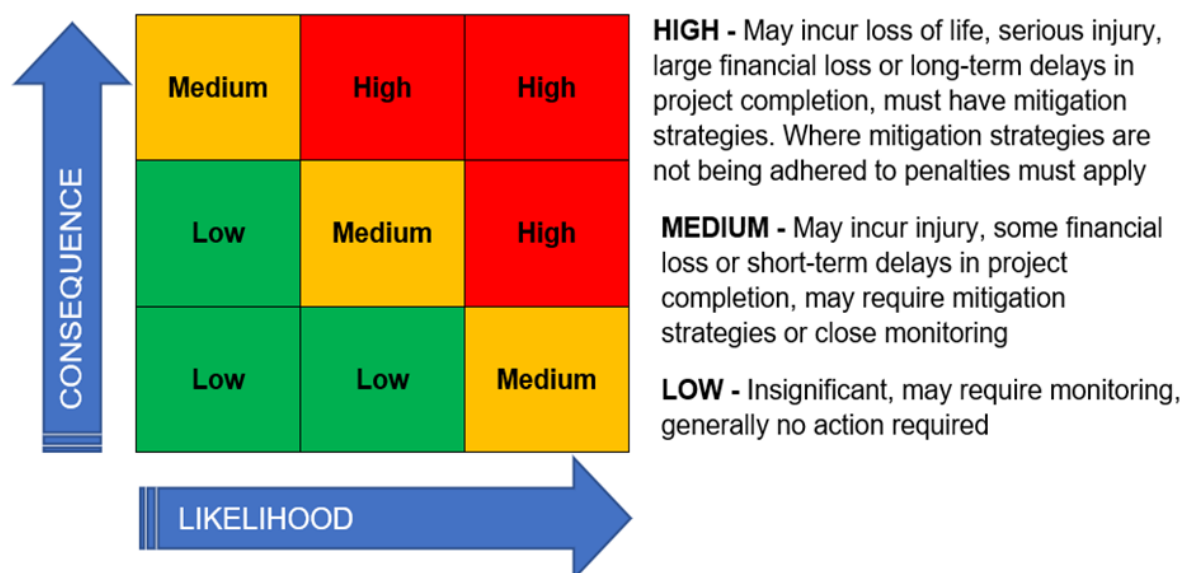 CONSEQUENCE
Medium High High
Low Medium High
Low Low Medium
LIKELIHOOD
HIGH - May incur loss of life, serious injury,
large financial loss or long-term delays in
project completion, must have mitigation
strategies. Where mitigation strategies are
not being adhered to penalties must apply
MEDIUM - May incur injury, some financial
loss or short-term delays in project
completion, may require mitigation
strategies or close monitoring
LOW - Insignificant, may require monitoring,
generally no action required